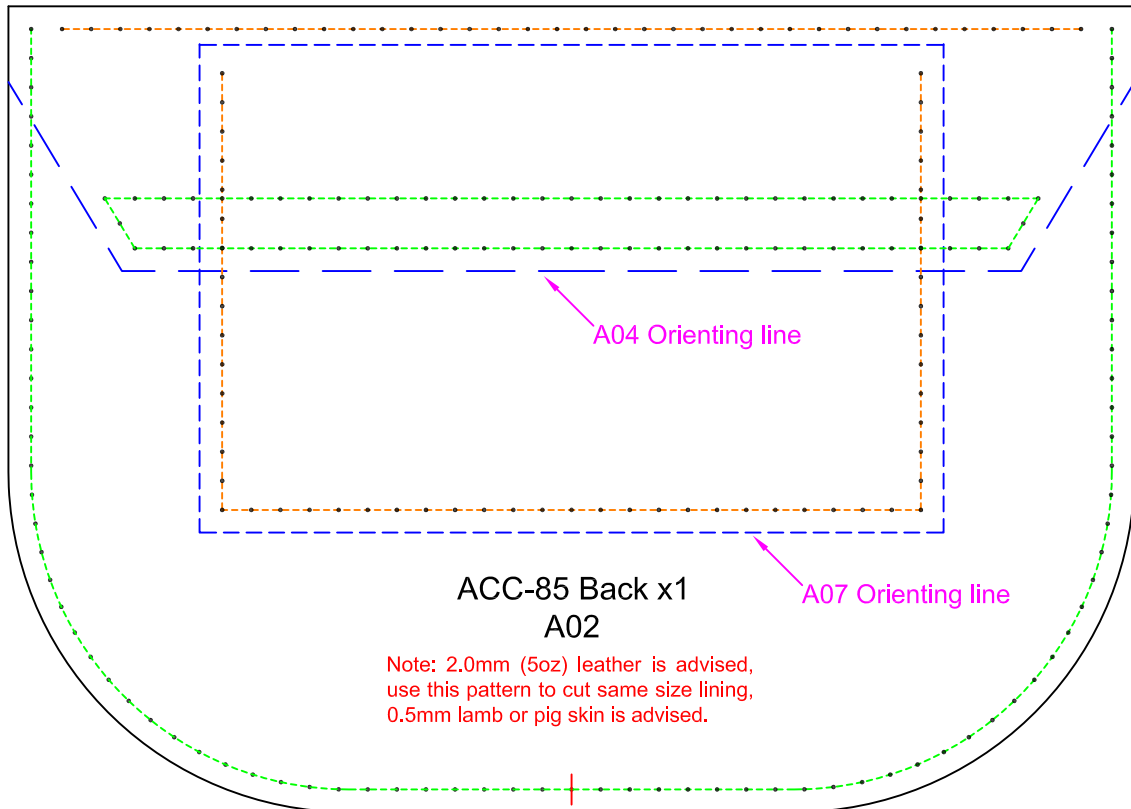 A04 Orienting line
A07 Orienting line
ACC-85 Back x1
A02
Note: 2.0mm (5oz) leather is advised,
use this pattern to cut same size lining,
0.5mm lamb or pig skin is advised.